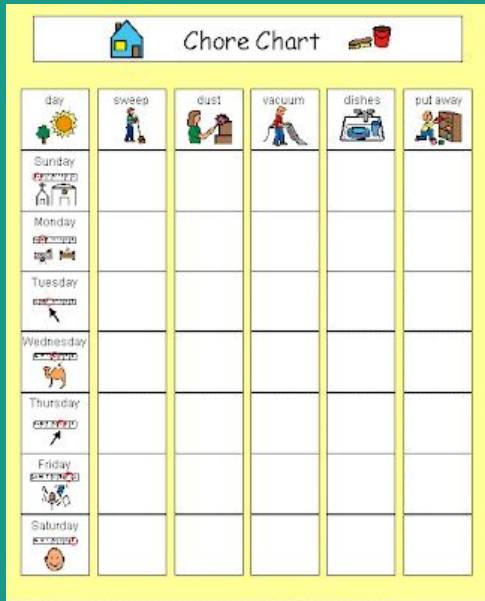 Chore Chart
day sweep dust vacuum dishes put away
Sunday
Monday
Tuesday
Wednesday
Thursday
Friday
Saturday